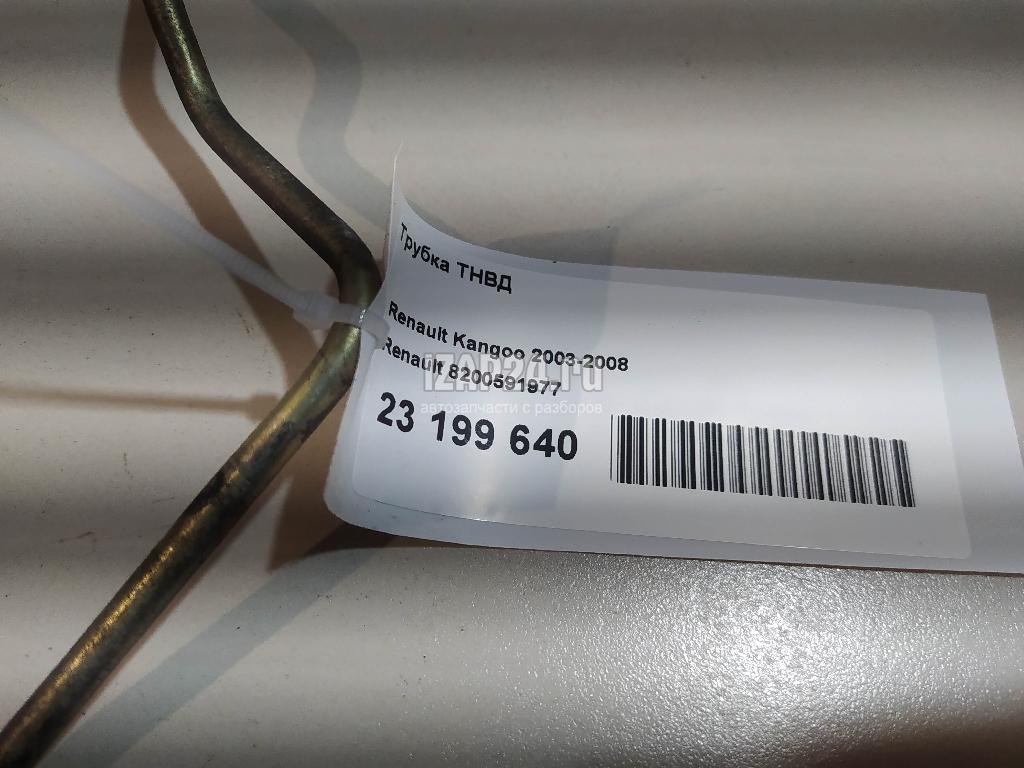 Трубка ТНВД
Renault Kangoo 2003-2008
Renault 8200591977
iZAP24.ru
автозапчасти с разборов
23 199 640